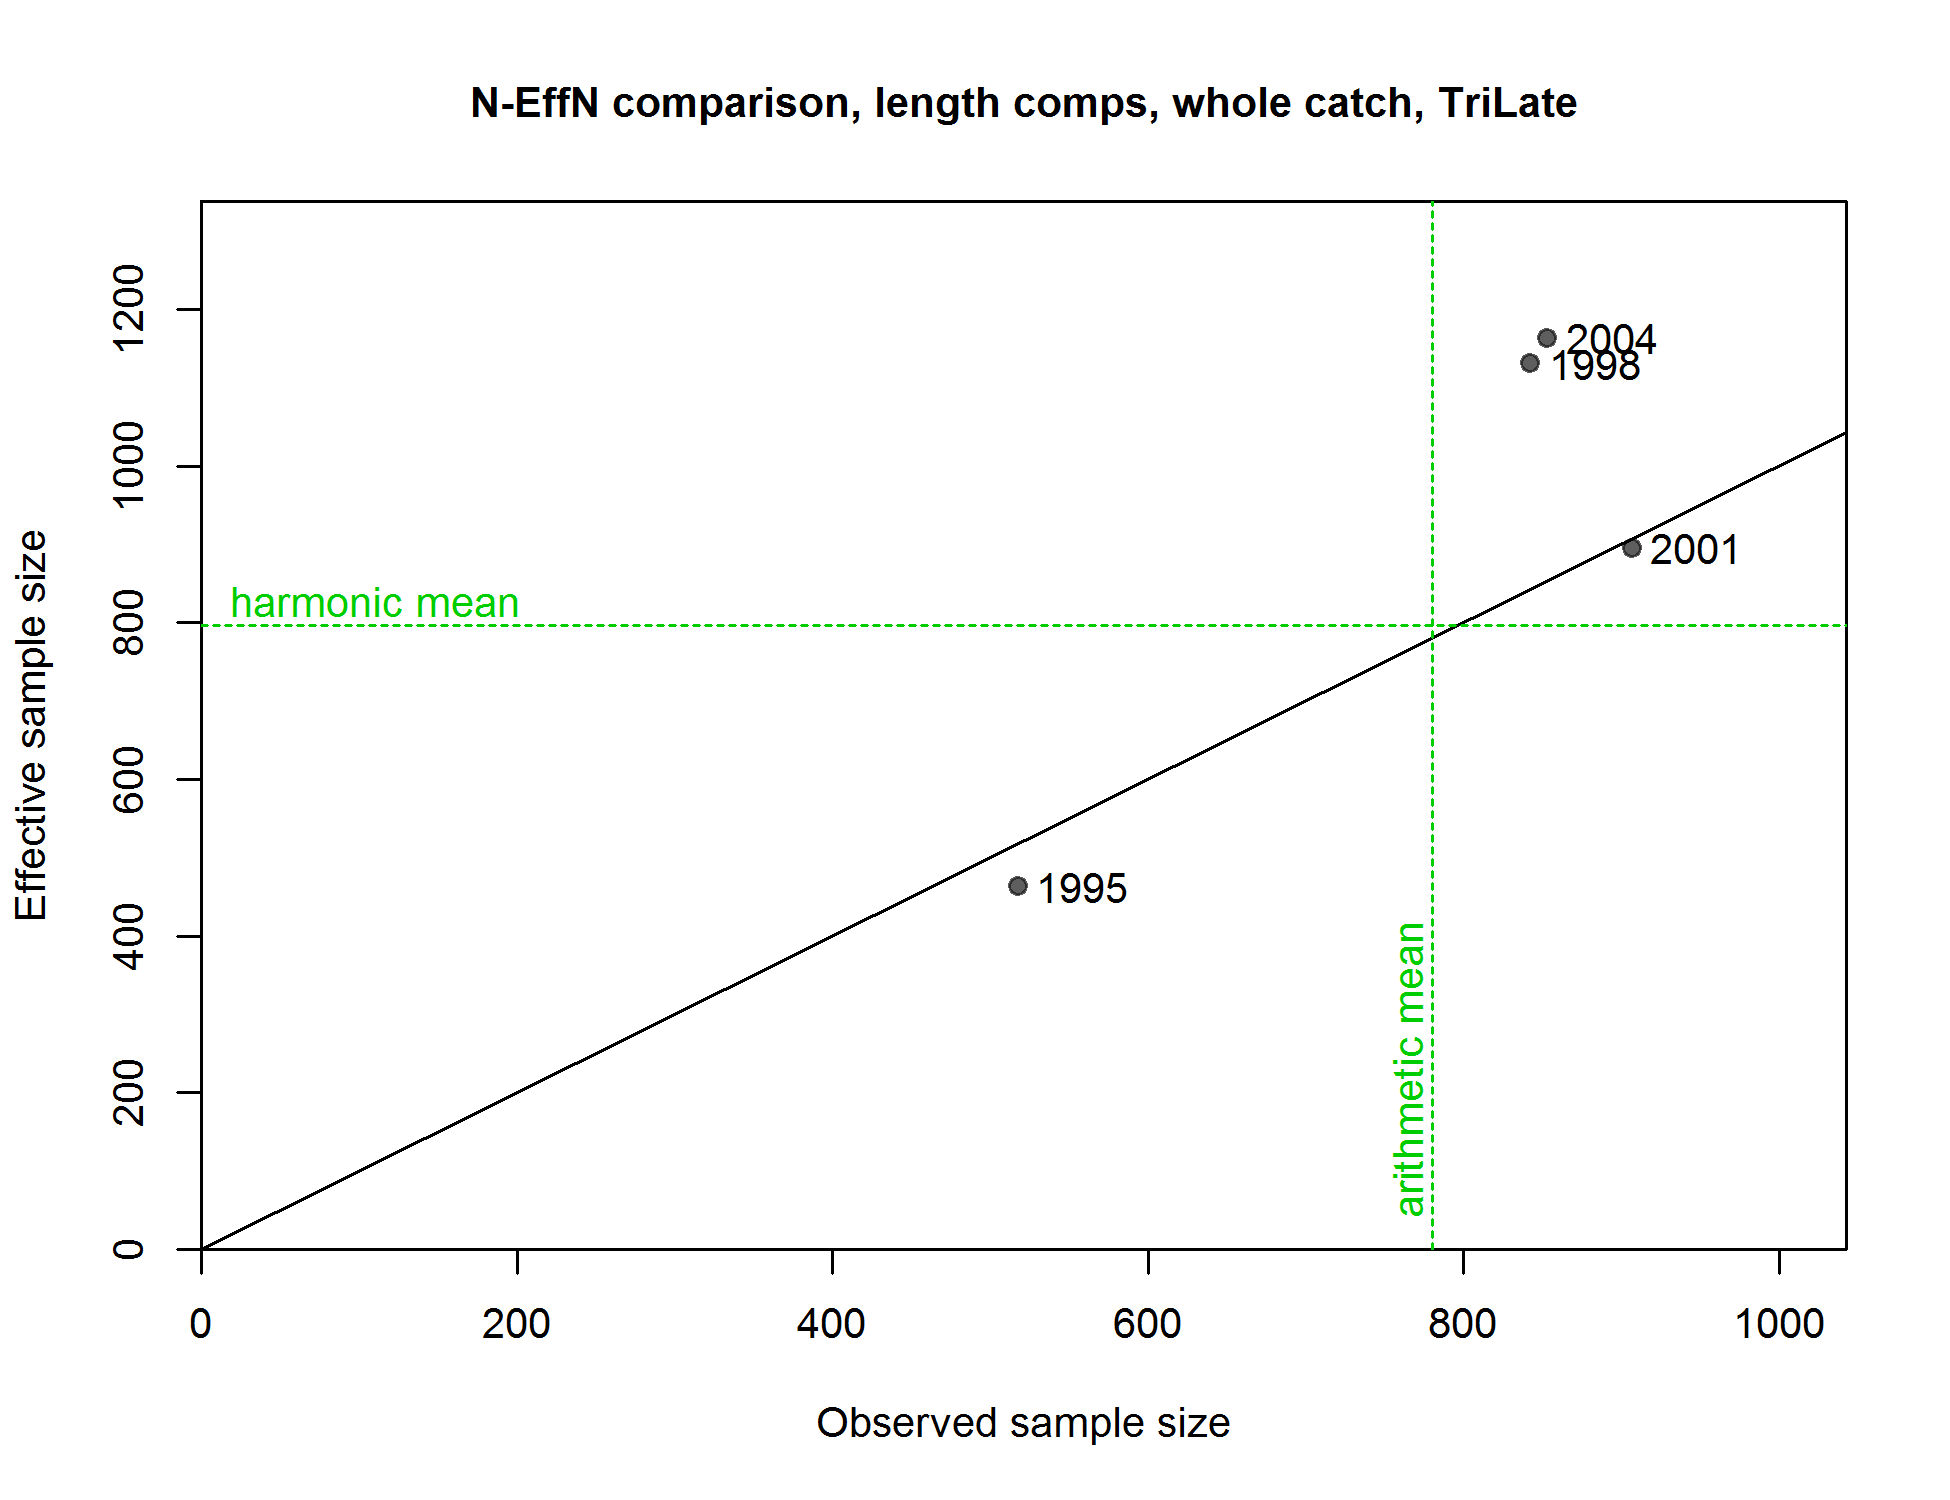 N-EffN comparison, length comps, whole catch, TriLate
Effective sample size
1200
1000
800
600
400
200
0
harmonic mean
arithmetic mean
2004
1998
2001
1995
0 200 400 600 800 1000
Observed sample size